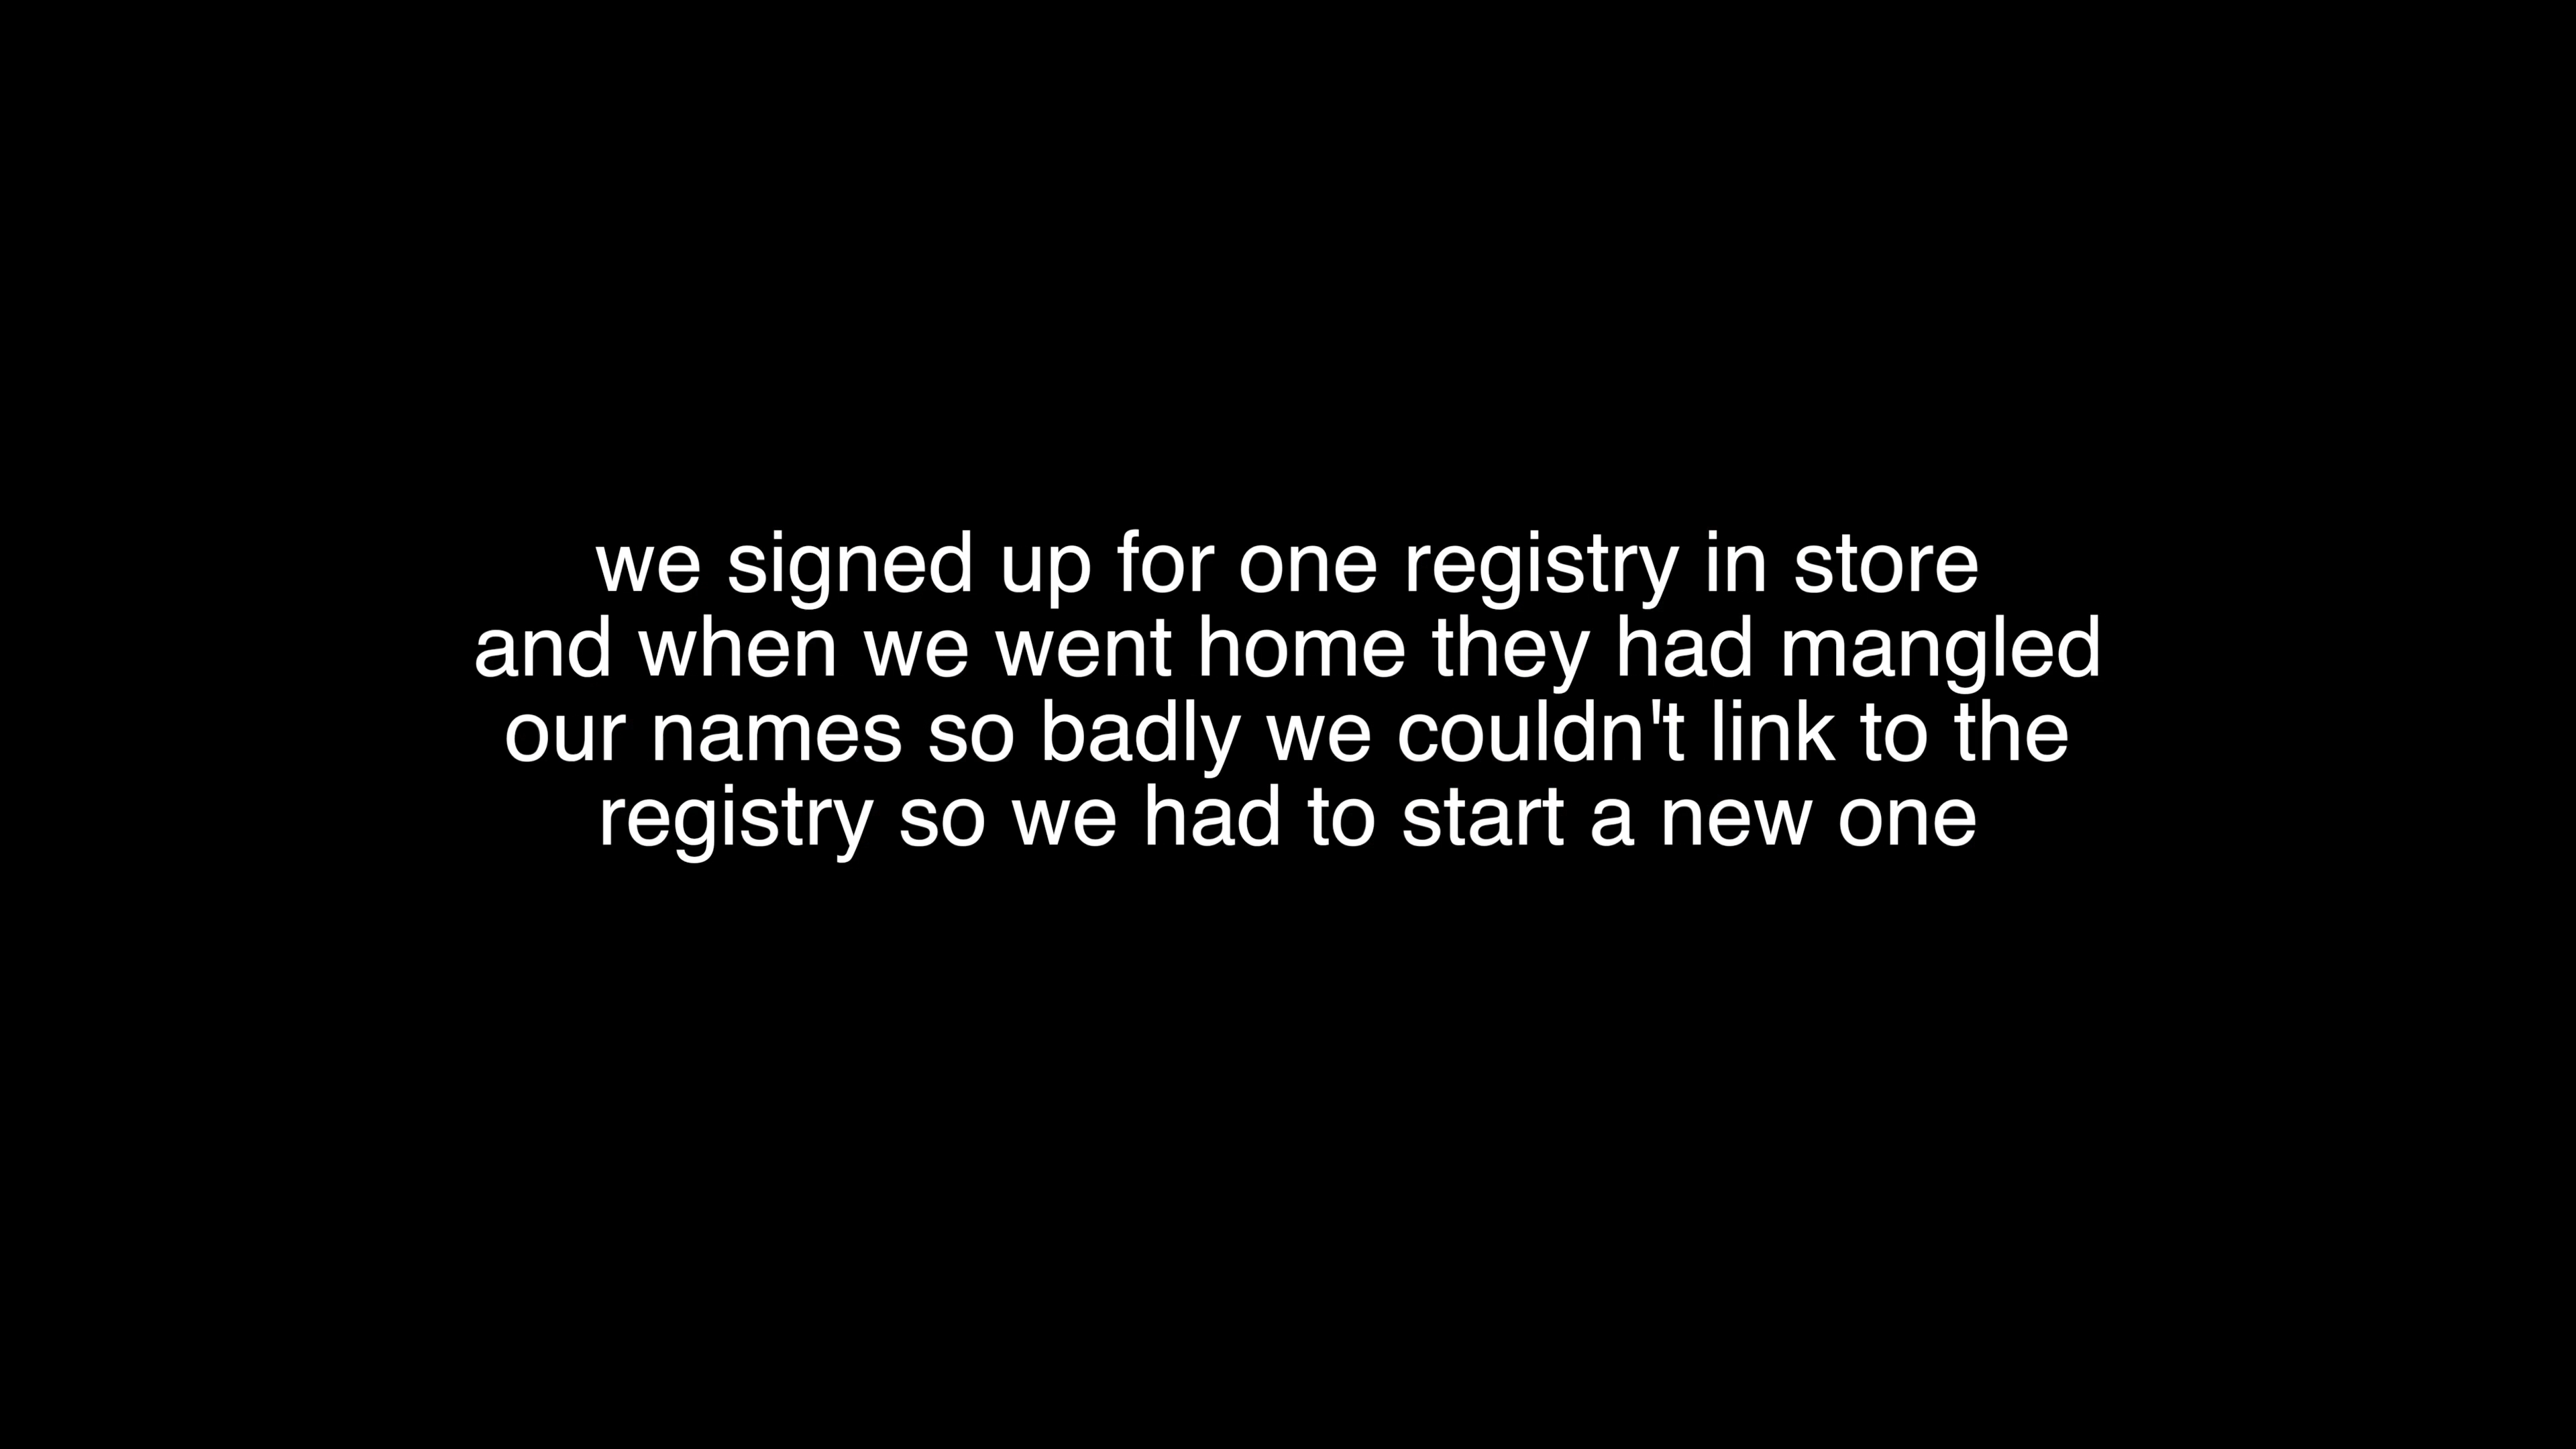 we signed up for one registry in store
and when we went home they had mangled
our names so badly we couldn't link to the
registry so we had to start a new one